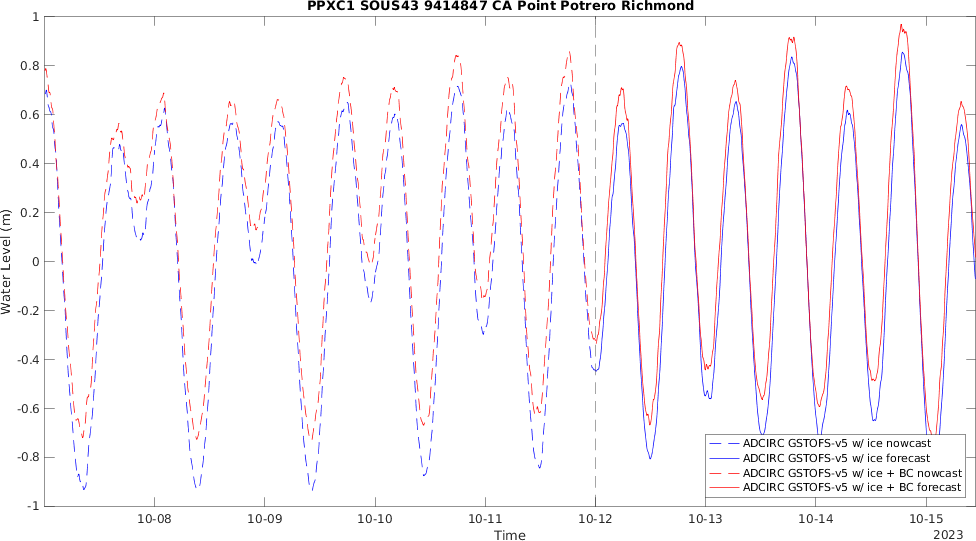 PPXC1 SOUS43 9414847 CA Point Potrero Richmond
1
0.8
0.6
0.4
0.2
0
-0.2
-0.4
-0.6
-0.8
-1
Water Level (m)
10-08 10-09 10-10 10-11 10-12 10-13 10-14 10-15
Time
2023
ADCIRC GSTOFS-v5 w/ ice nowcast
ADCIRC GSTOFS-v5 w/ ice forecast
ADCIRC GSTOFS-v5 w/ ice + BC nowcast
ADCIRC GSTOFS-v5 w/ ice + BC forecast